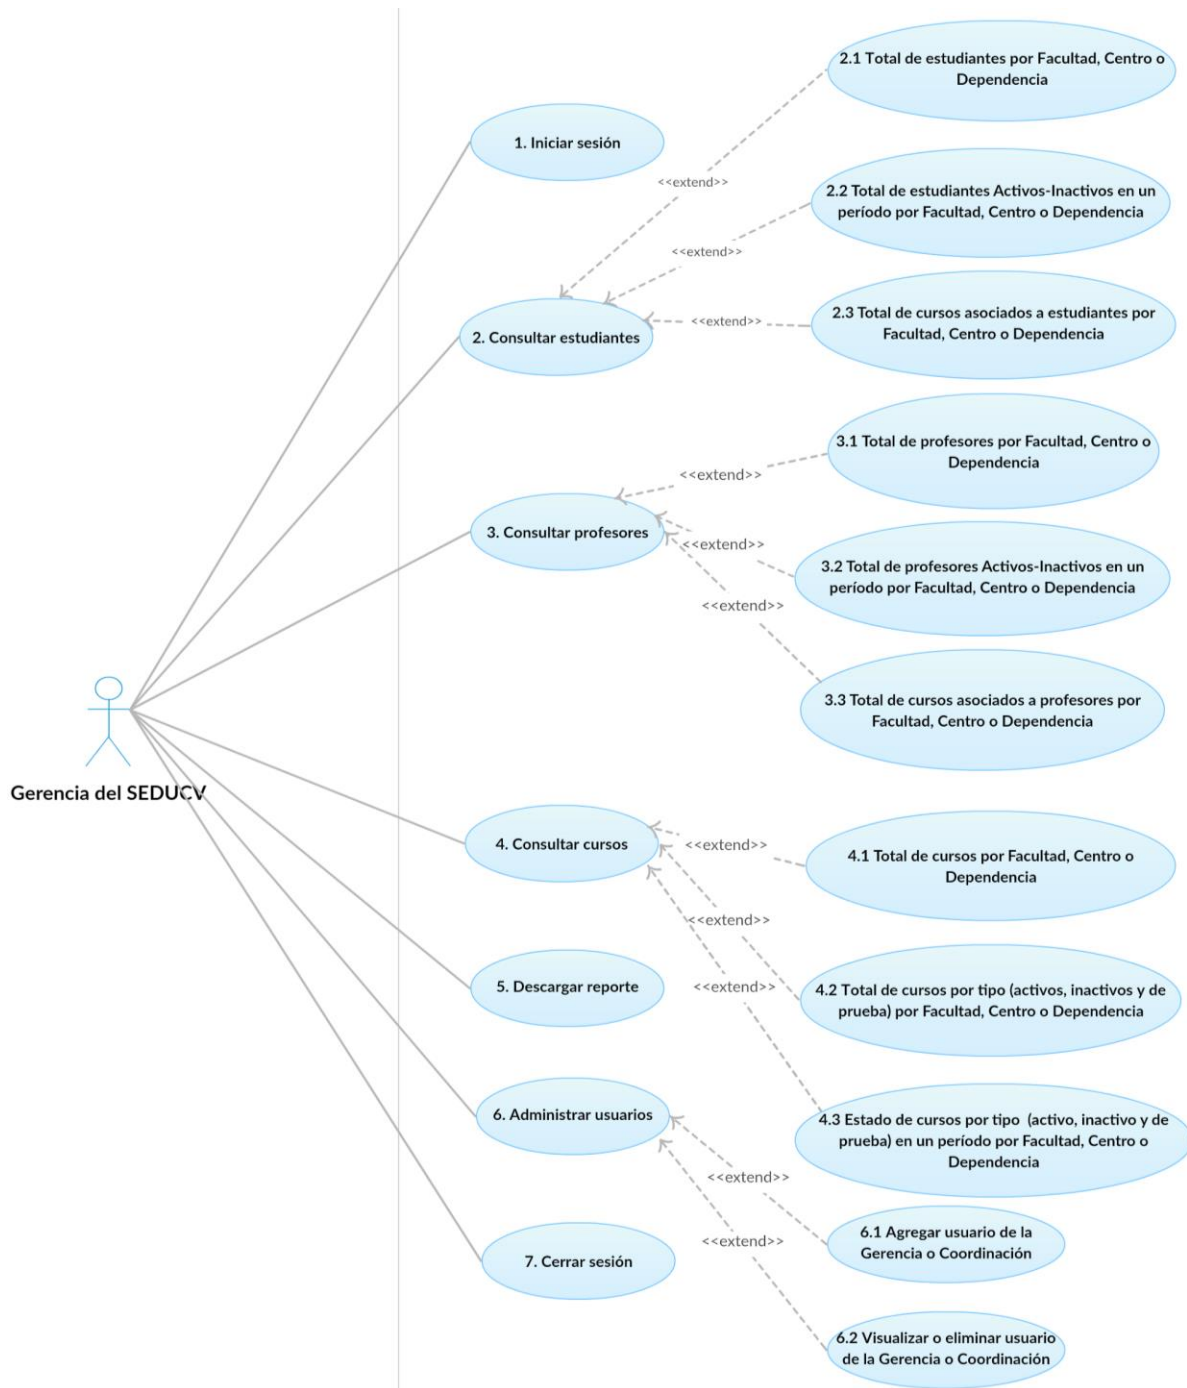 2.1 Total de estudiantes por Facultad, Centro o
Dependencia
1. Iniciar sesión
<<extend>>
2.2 Total de estudiantes Activos-Inactivos en un
período por Facultad, Centro o Dependencia
<<extend>>
2.3 Total de cursos asociados a estudiantes por
Facultad, Centro o Dependencia
<<extend>>
2. Consultar estudiantes
3.1 Total de profesores por Facultad, Centro o
Dependencia
<<extend>>
3. Consultar profesores
<<extend>>
3.2 Total de profesores Activos-Inactivos en un
período por Facultad, Centro o Dependencia
<<extend>>
3.3 Total de cursos asociados a profesores por
Facultad, Centro o Dependencia
Gerencia del SEDUCV
4. Consultar cursos
<<extend>>
4.1 Total de cursos por Facultad, Centro o
Dependencia
<<extend>>
5. Descargar reporte
<<extend>>
4.2 Total de cursos por tipo (activos, inactivos y de
prueba) por Facultad, Centro o Dependencia
6. Administrar usuarios
4.3 Estado de cursos por tipo (activo, inactivo y de
prueba) en un período por Facultad, Centro o
Dependencia
<<extend>>
<<extend>>
6.1 Agregar usuario de la
Gerencia o Coordinación
7. Cerrar sesión
6.2 Visualizar o eliminar usuario
de la Gerencia o Coordinación